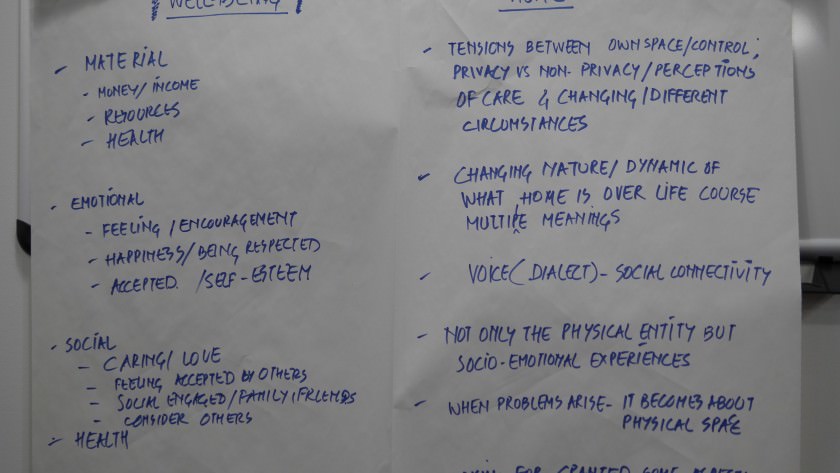 WELL-BEING
- MATERIAL
- MONEY/ INCOME
- RESOURCES
- HEALTH
- EMOTIONAL
- FEELING / ENCOURAGEMENT
- HAPPINESS/ BEING RESPECTED
- ACCEPTED. /SELF-ESTEEM
- SOCIAL
- CARING/ LOVE
- FEELING ACCEPTED BY OTHERS
- SOCIAL ENGAGED/FAMILY, FRIENDS
- CONSIDER OTHERS
- HEALTH
HOME
- TENSIONS BETWEEN OWN SPACE/CONTROL;
PRIVACY VS NON-PRIVACY/PERCEPTIONS
OF CARE & CHANGING/DIFFERENT
CIRCUMSTANCES
- CHANGING NATURE/ DYNAMIC OF
WHAT HOME IS OVER LIFE COURSE
MULTIPLE MEANINGS
- VOICE (DIALECT) - SOCIAL CONNECTIVITY
- NOT ONLY THE PHYSICAL ENTITY BUT
SOCIO-EMOTIONAL EXPERIENCES
- WHEN PROBLEMS ARISE- IT BECOMES ABOUT
PHYSICAL SPACE
FOR GRANTED SOME